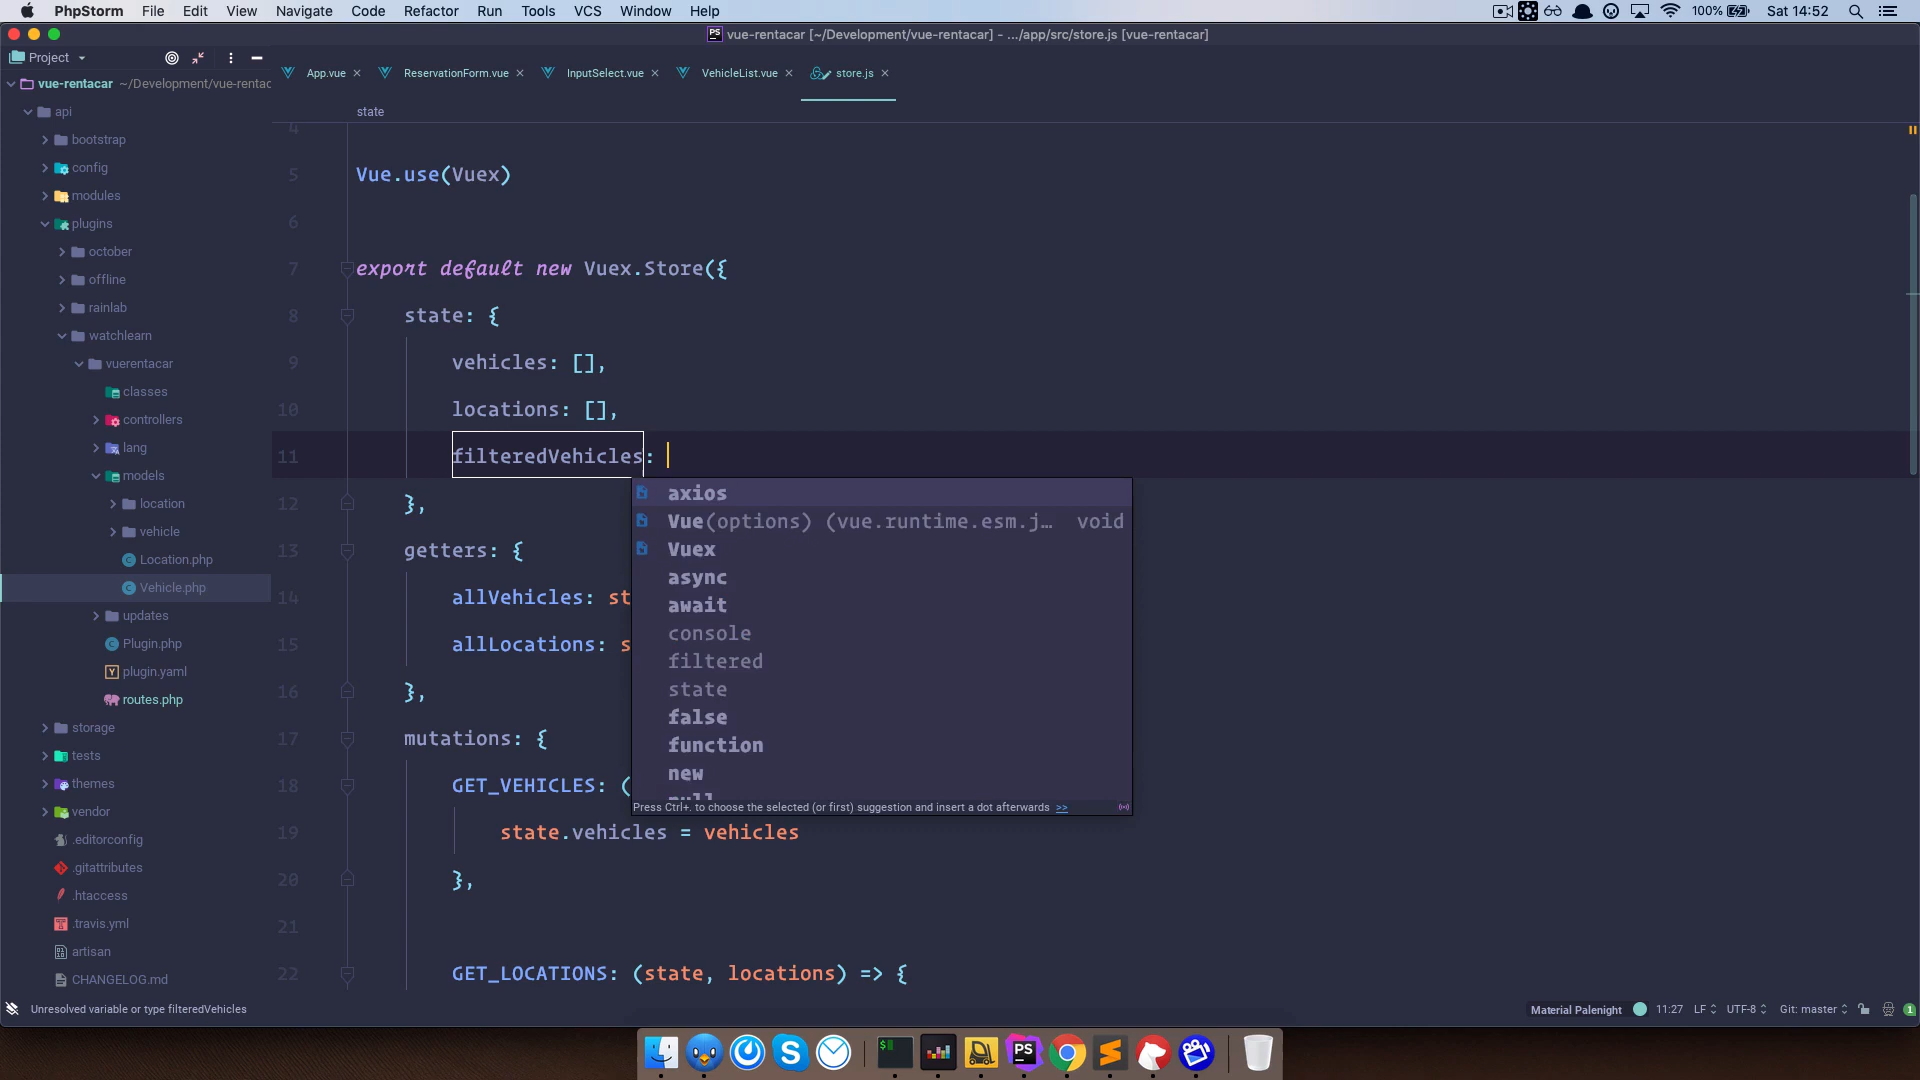 PhpStorm File Edit View Navigate Code Refactor Run Tools VCS Window Help 100% Sat 14:52
PS vue-rentacar [~/Development/vue-rentacar] - .../app/src/store.js [vue-rentacar]
Project
App.vue ReservationForm.vue InputSelect.vue VehicleList.vue store.js
vue-rentacar ~/Development/vue-rentac
state
api
bootstrap
config
modules
plugins
october
offline
rainlab
watchlearn
vuerentacar
classes
controllers
lang
models
location
vehicle
Location.php
Vehicle.php
updates
Plugin.php
plugin.yaml
routes.php
storage
tests
themes
vendor
.editorconfig
.gitattributes
.htaccess
.travis.yml
artisan
CHANGELOG.md
4
5 Vue.use(Vuex)
6
7 export default new Vuex.Store({
8 state: {
9 vehicles: [],
10 locations: [],
11 filteredVehicles:
12 },
13 getters: {
14 allVehicles: st
15 allLocations: s
16 },
17 mutations: {
18 GET_VEHICLES: (
19 state.vehicles = vehicles
20 },
21
22 GET_LOCATIONS: (state, locations) => {
axios
Vue(options) (vue.runtime.esm.j… void
Vuex
async
await
console
filtered
state
false
function
new
null
Press Ctrl+. to choose the selected (or first) suggestion and insert a dot afterwards >>
Unresolved variable or type filteredVehicles
Material Palenight 11:27 LF UTF-8 Git: master 1
$
PS